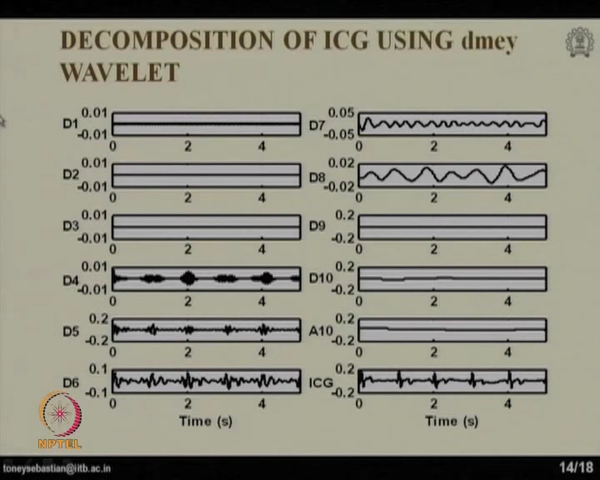 DECOMPOSITION OF ICG USING dmey
WAVELET
D1 0.01 -0.01 0 2 4
D2 0.01 -0.01 0 2 4
D3 0.01 -0.01 0 2 4
D4 0.01 -0.01 0 2 4
D5 0.2 -0.2 0 2 4
D6 0.1 -0.1 0 2 4
Time (s)
D7 0.05 -0.05 0 2 4
D8 0.02 -0.02 0 2 4
D9 0.2 -0.2 0 2 4
D10 0.2 -0.2 0 2 4
A10 0.2 -0.2 0 2 4
ICG 0.2 -0.2 0 2 4
Time (s)
NPTEL
toneysebastian@iitb.ac.in
14/18